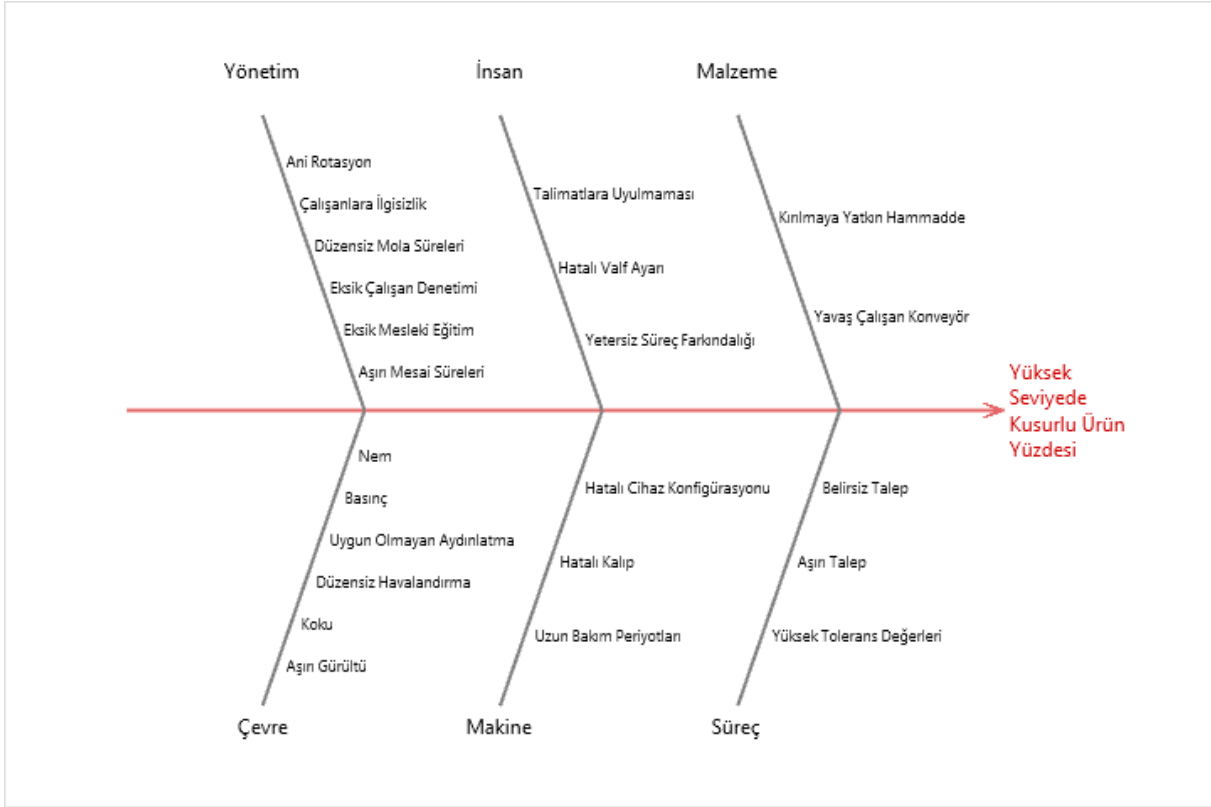 Yönetim
İnsan
Malzeme
Ani Rotasyon
Çalışanlara İlgisizlik
Düzensiz Mola Süreleri
Eksik Çalışan Denetimi
Eksik Mesleki Eğitim
Aşırı Mesai Süreleri
Talimatlara Uyulmaması
Hatalı Valf Ayarı
Yetersiz Süreç Farkındalığı
Kırılmaya Yatkın Hammadde
Yavaş Çalışan Konveyör
Yüksek
Seviyede
Kusurlu Ürün
Yüzdesi
Nem
Basınç
Uygun Olmayan Aydınlatma
Düzensiz Havalandırma
Koku
Aşırı Gürültü
Hatalı Cihaz Konfigürasyonu
Hatalı Kalıp
Uzun Bakım Periyotları
Belirsiz Talep
Aşırı Talep
Yüksek Tolerans Değerleri
Çevre
Makine
Süreç